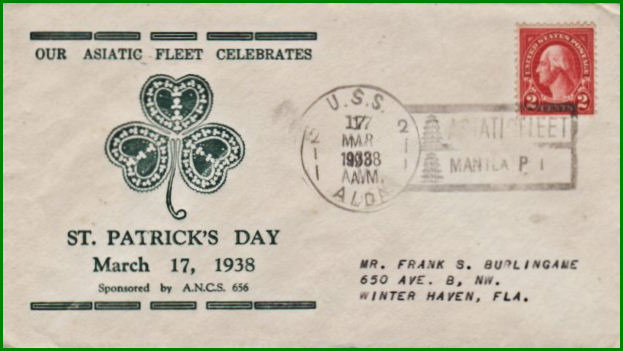 OUR ASIATIC FLEET CELEBRATES
ST. PATRICK'S DAY
March 17, 1938
Sponsored by A.N.C.S. 656
UNITED STATES POSTAGE
2 CENTS 2
U.S.S.
17
MAR
1938
A.M.
ASIATIC FLEET
MANILA P I
MR. FRANK S. BURLINGAME
650 AVE. B, NW.
WINTER HAVEN, FLA.